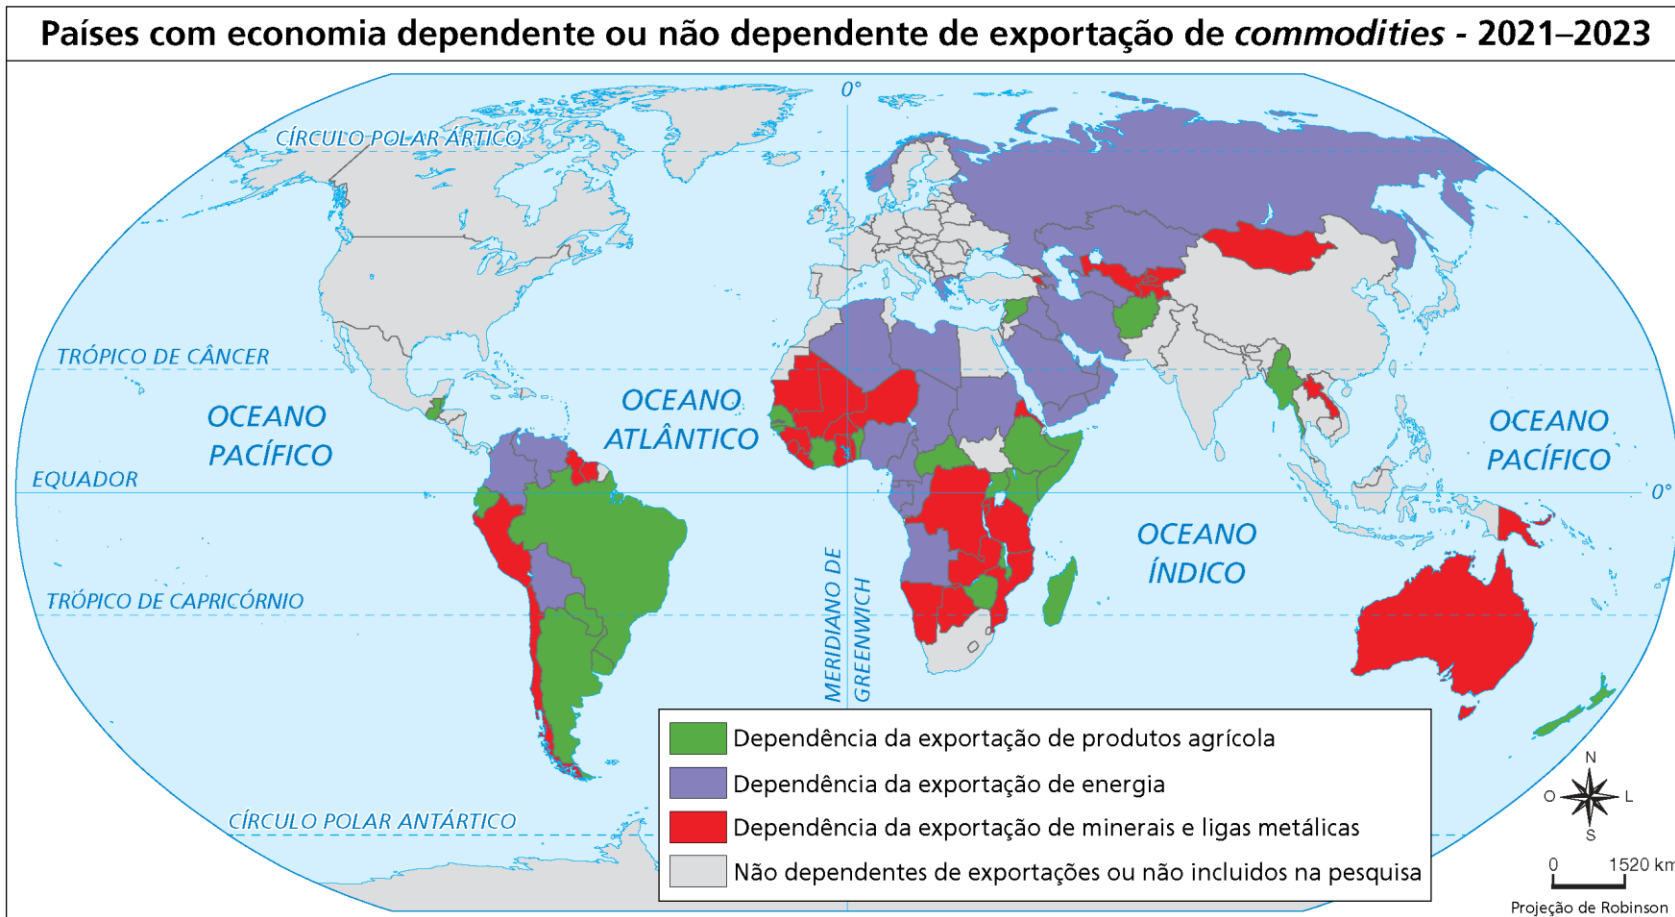 Países com economia dependente ou não dependente de exportação de commodities - 2021–2023
0°
CÍRCULO POLAR ÁRTICO
TRÓPICO DE CÂNCER
OCEANO
PACÍFICO
OCEANO
ATLÂNTICO
OCEANO
PACÍFICO
EQUADOR
0°
OCEANO
ÍNDICO
MERIDIANO DE
GREENWICH
TRÓPICO DE CAPRICÓRNIO
CÍRCULO POLAR ANTÁRTICO
Dependência da exportação de produtos agrícola
Dependência da exportação de energia
Dependência da exportação de minerais e ligas metálicas
Não dependentes de exportações ou não incluidos na pesquisa
N
O L
S
0 1520 km
Projeção de Robinson